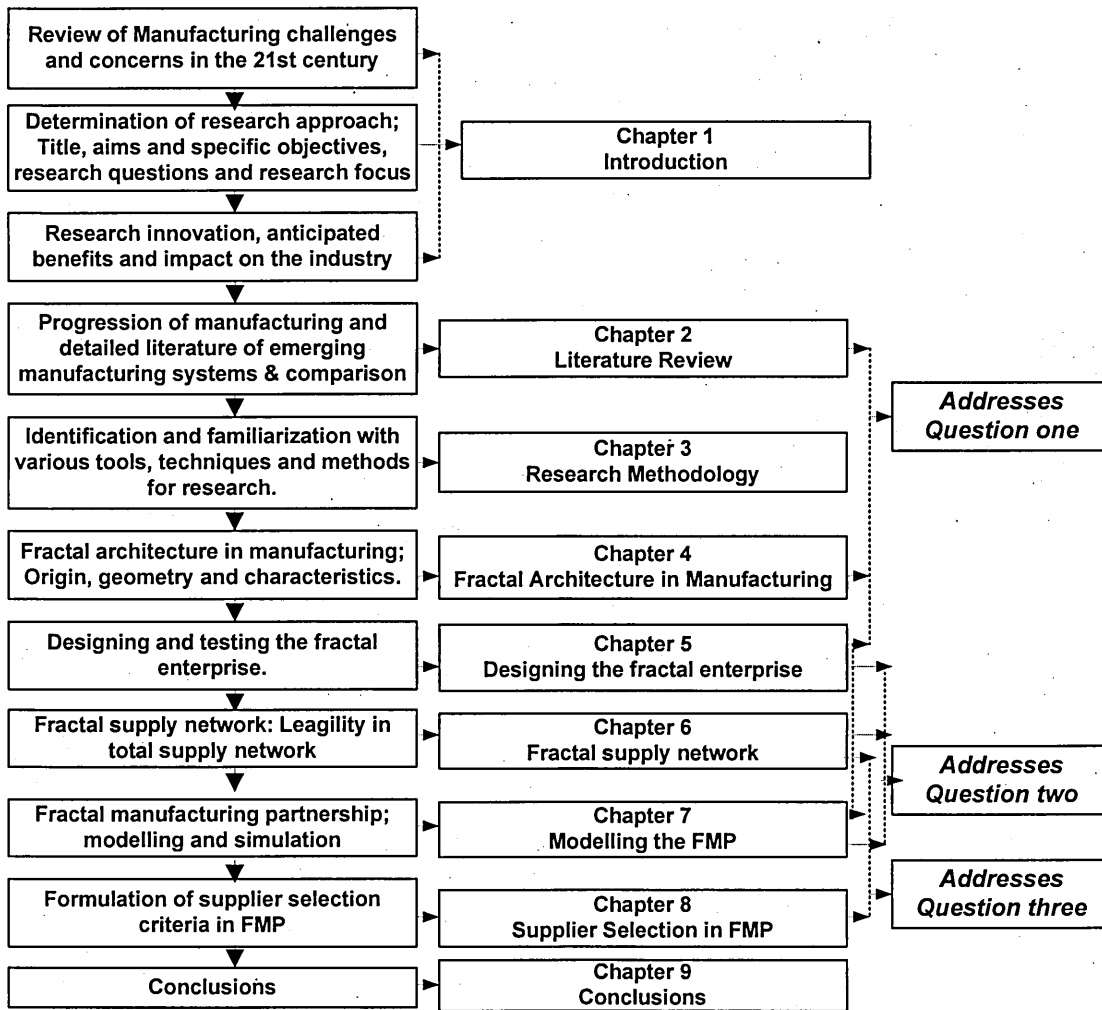 Review of Manufacturing challenges
and concerns in the 21st century
Determination of research approach;
Title, aims and specific objectives,
research questions and research focus
Chapter 1
Introduction
Research innovation, anticipated
benefits and impact on the industry
Progression of manufacturing and
detailed literature of emerging
manufacturing systems & comparison
Chapter 2
Literature Review
Addresses
Question one
Identification and familiarization with
various tools, techniques and methods
for research.
Chapter 3
Research Methodology
Fractal architecture in manufacturing;
Origin, geometry and characteristics.
Chapter 4
Fractal Architecture in Manufacturing
Designing and testing the fractal
enterprise.
Chapter 5
Designing the fractal enterprise
Fractal supply network: Leagility in
total supply network
Chapter 6
Fractal supply network
Addresses
Question two
Fractal manufacturing partnership;
modelling and simulation
Chapter 7
Modelling the FMP
Addresses
Question three
Formulation of supplier selection
criteria in FMP
Chapter 8
Supplier Selection in FMP
Conclusions
Chapter 9
Conclusions